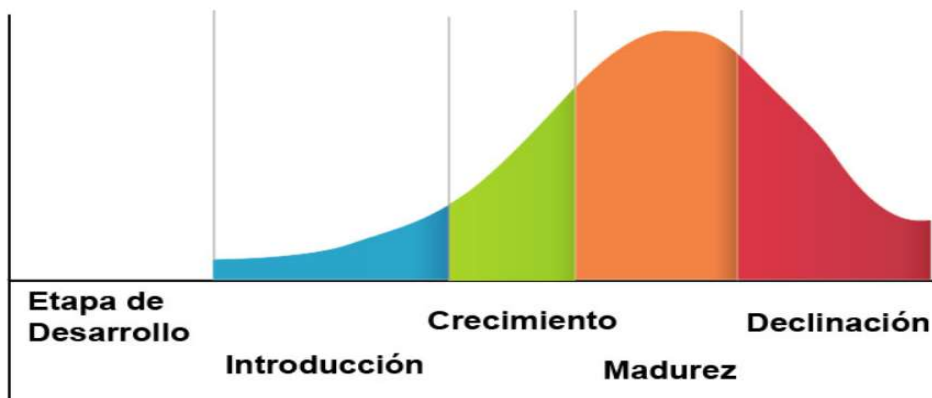 Etapa de
Desarrollo
Introducción
Crecimiento
Madurez
Declinación